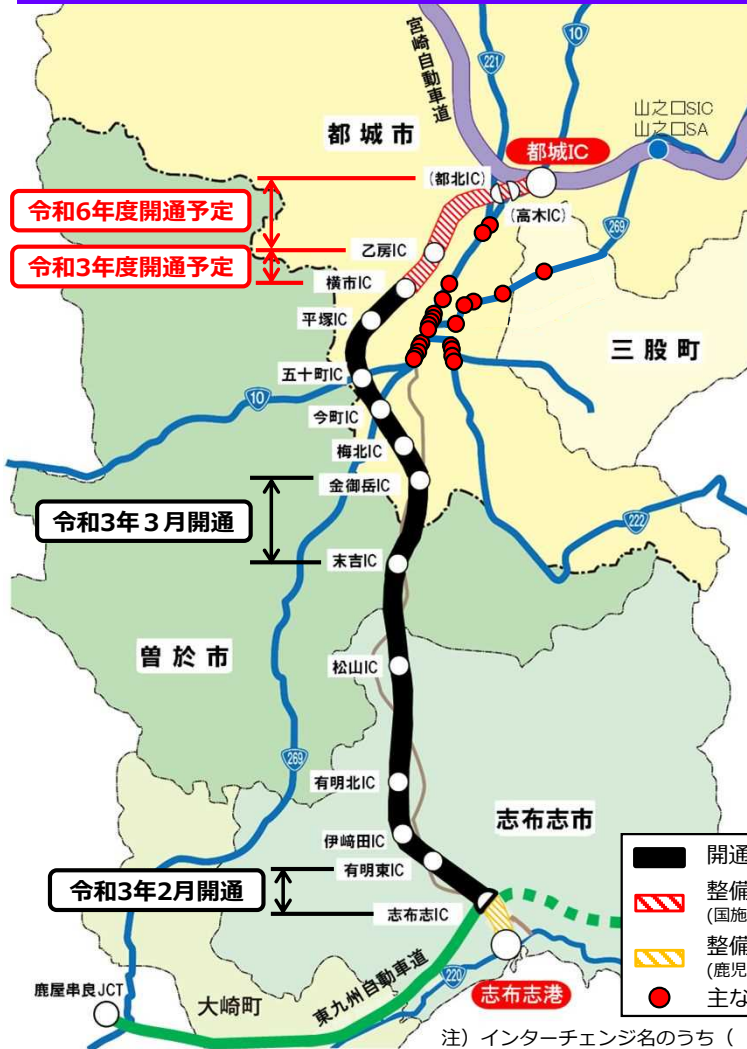 宮崎自動車道
221
10
山之口SIC
山之口SA
都城市
都城IC
(都北IC)
(高木IC)
269
令和6年度開通予定
乙房IC
令和3年度開通予定
横市IC
平塚IC
三股町
五十町IC
10
今町IC
梅北IC
金御岳IC
令和3年３月開通
222
末吉IC
曽於市
松山IC
269
有明北IC
志布志市
伊﨑田IC
有明東IC
令和3年2月開通
志布志IC
開通
整備
(国施
整備
(鹿児
主な
東九州自動車道
220
志布志港
鹿屋串良JCT
大崎町
注）インターチェンジ名のうち（